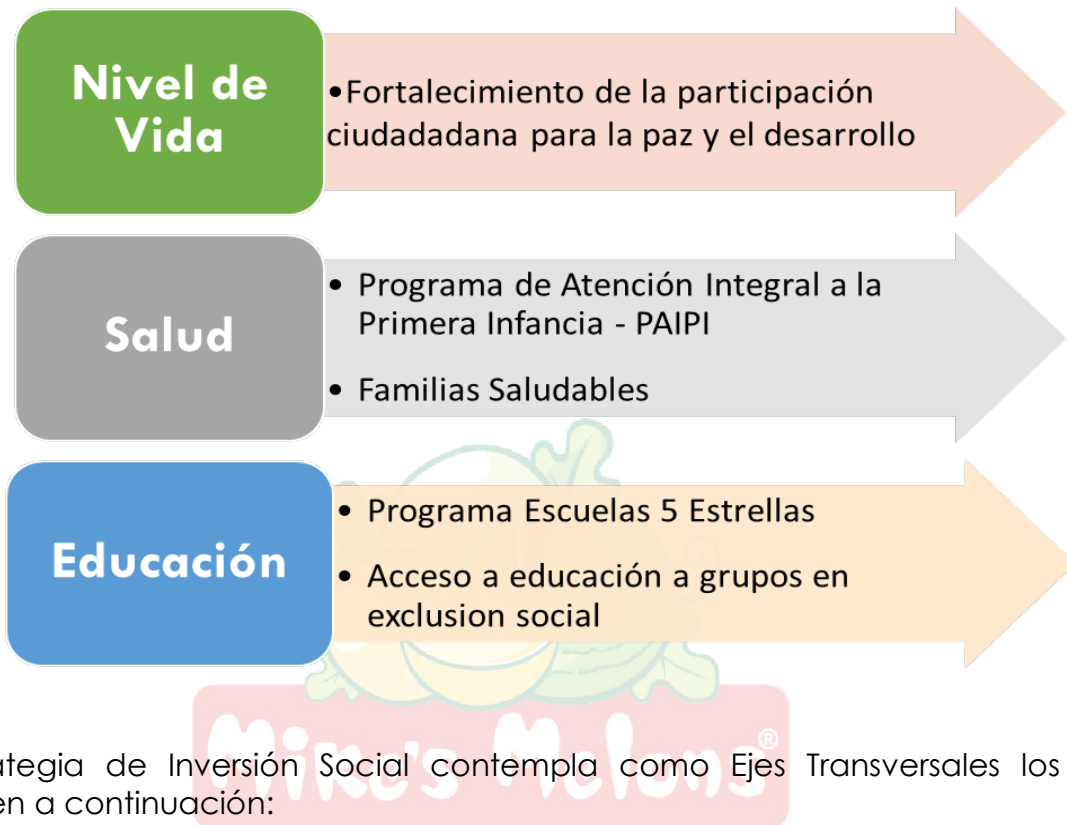 Nivel de
Vida
•Fortalecimiento de la participación
ciudadadana para la paz y el desarrollo
Salud
• Programa de Atención Integral a la
Primera Infancia - PAIPI
• Familias Saludables
Educación
• Programa Escuelas 5 Estrellas
• Acceso a educación a grupos en
exclusion social
Mike's Melons®
ategia de Inversión Social contempla como Ejes Transversales los
en a continuación: